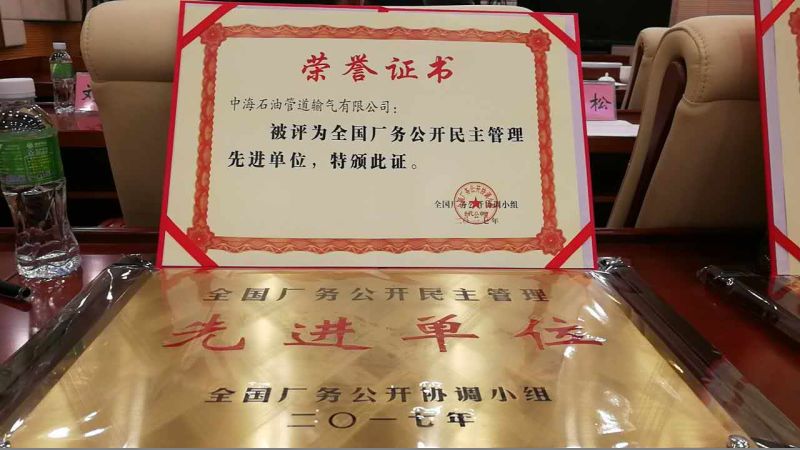 荣誉证书
中海石油管道输气有限公司：
被评为全国厂务公开民主管理
先进单位，特颁此证。
全国厂务公开协调小组
二〇一七年
松
全国厂务公开民主管理
先进单位
全国厂务公开协调小组
二〇一七年